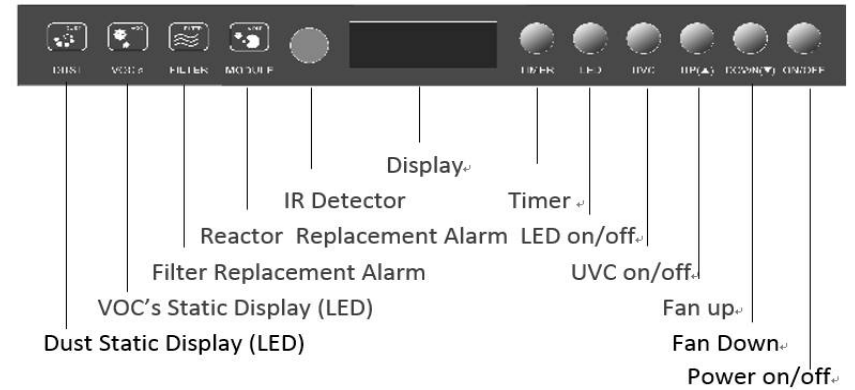 DUST VOC's FILTER MODULE TIMER LED UVC UP(▲) DOWN(▼) ON/OFF
Display
IR Detector Timer
Reactor Replacement Alarm LED on/off
Filter Replacement Alarm UVC on/off
VOC's Static Display (LED) Fan up
Dust Static Display (LED) Fan Down
Power on/off